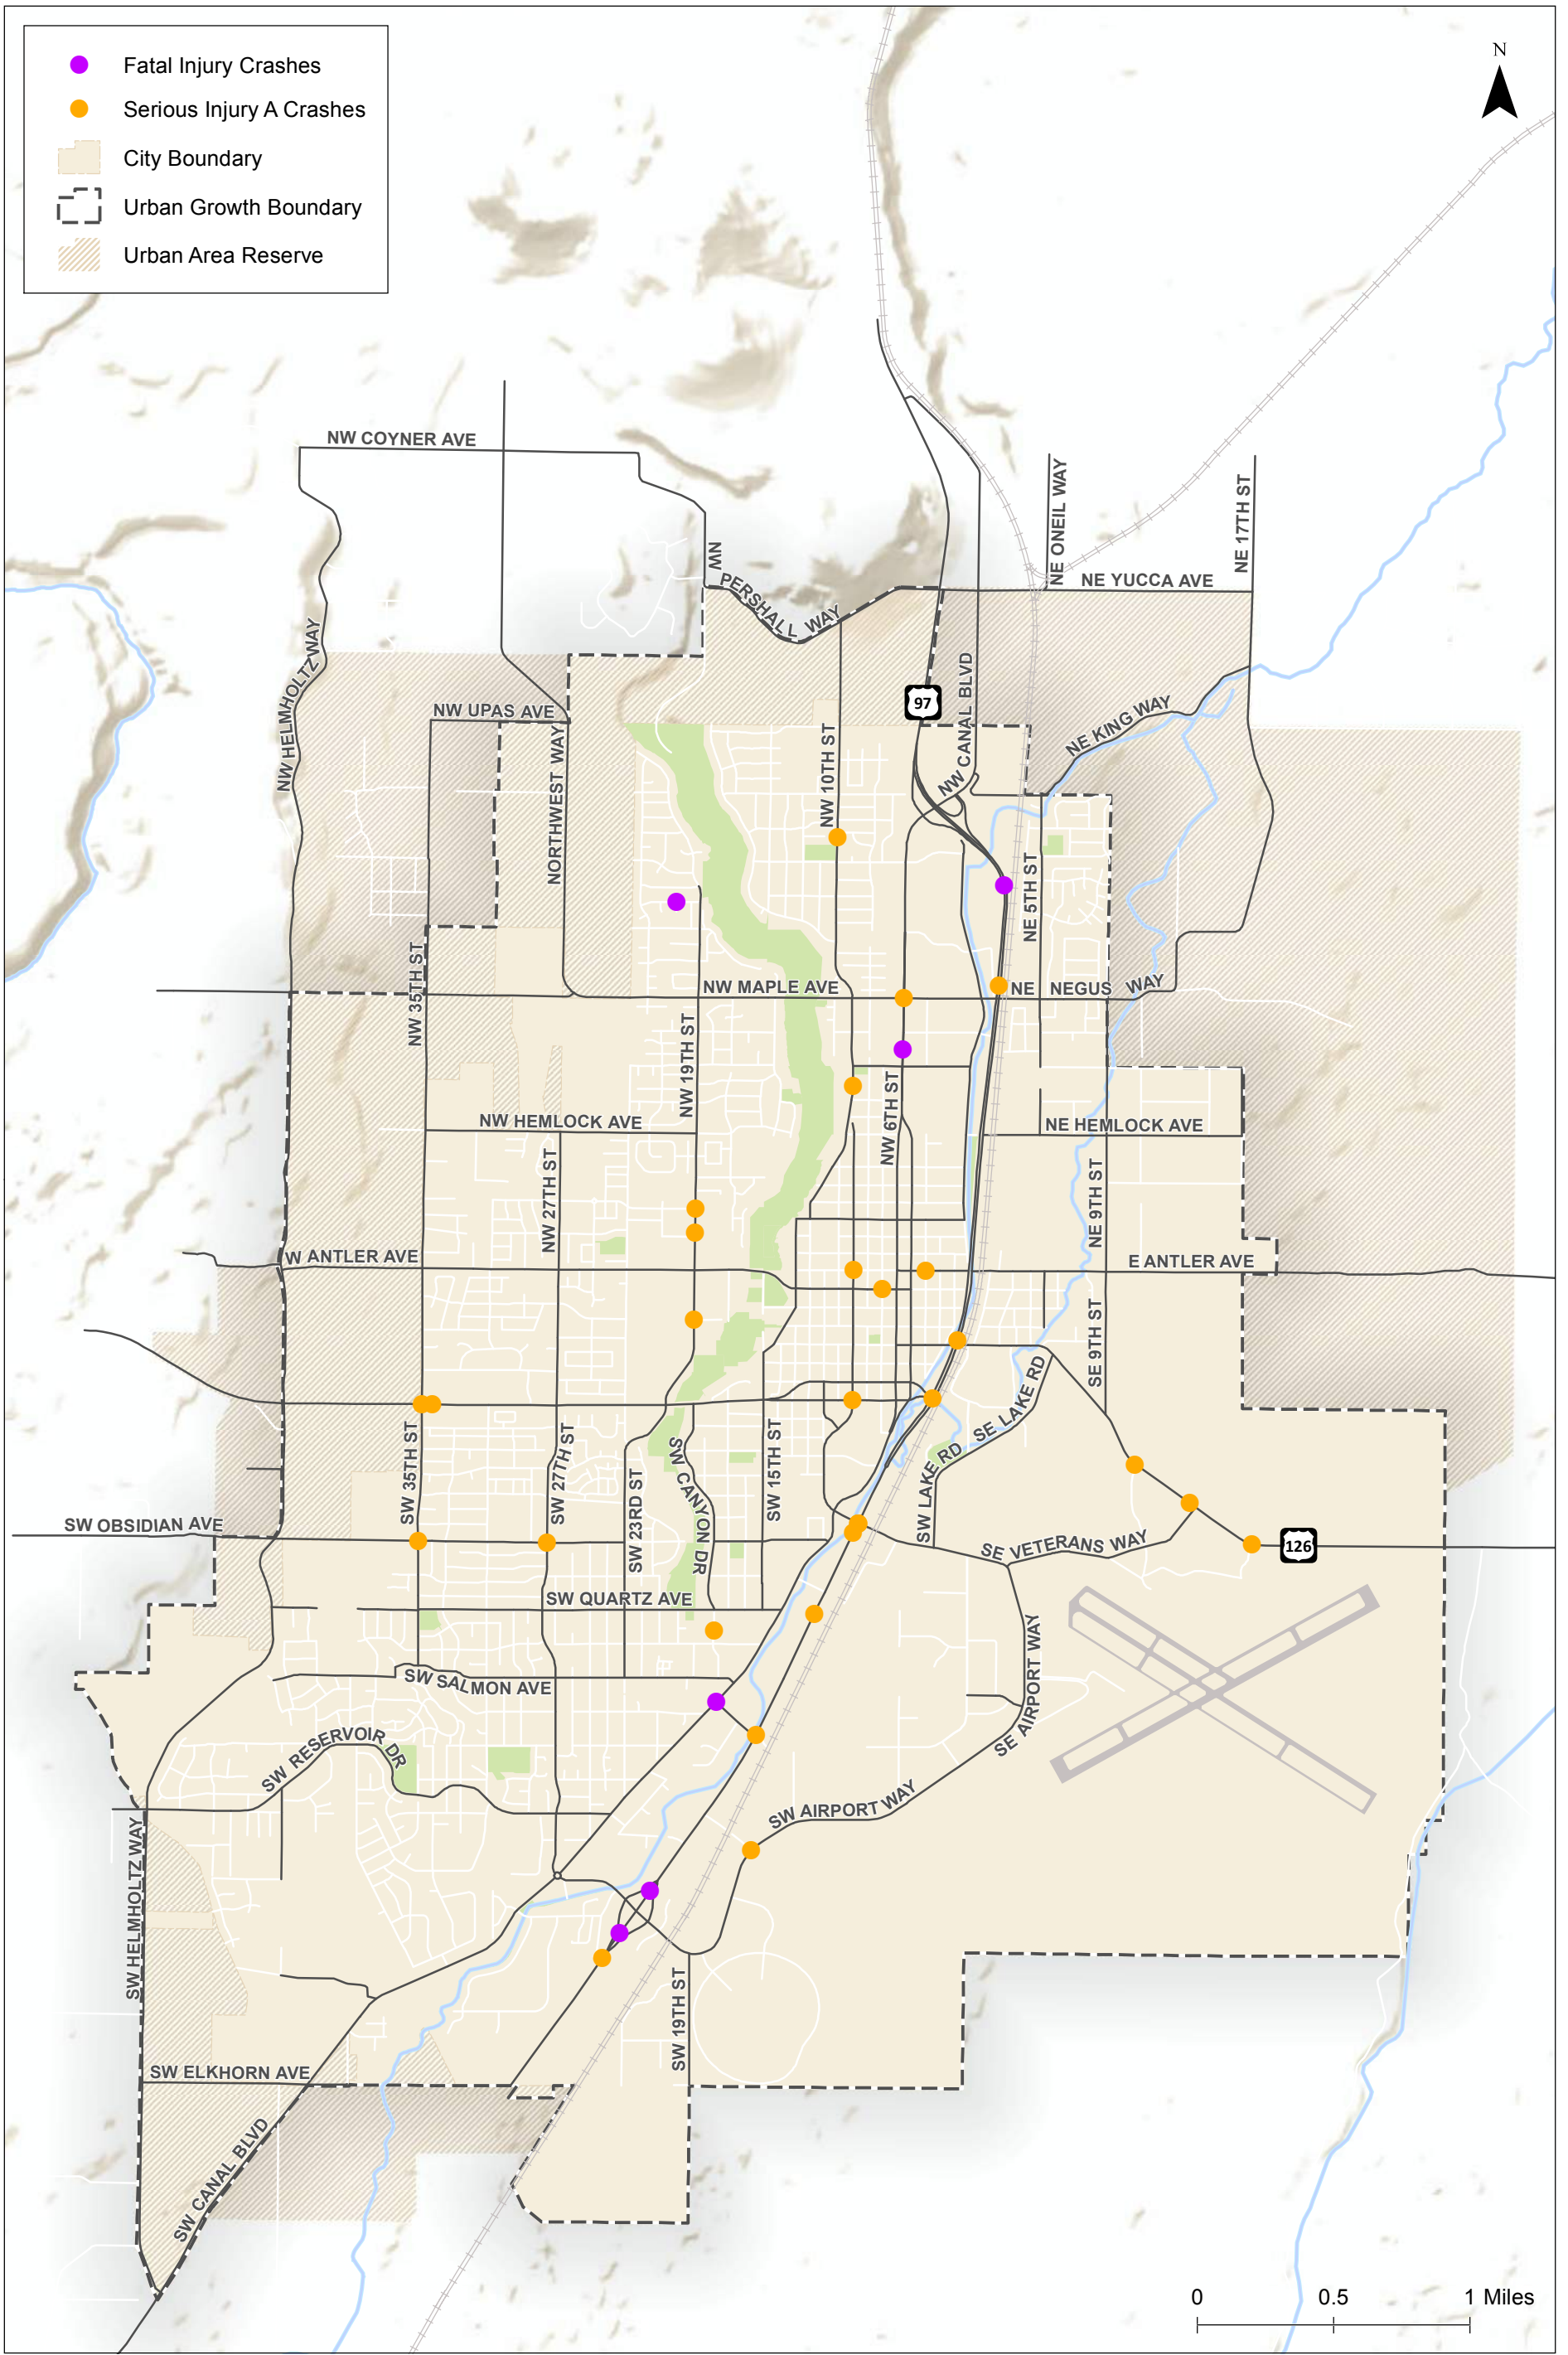 Fatal Injury Crashes
Serious Injury A Crashes
City Boundary
Urban Growth Boundary
Urban Area Reserve
N
NW COYNER AVE
NE ONEIL WAY
NE 17TH ST
NW
PERSHALL WAY
NE YUCCA AVE
NW HELMHOLTZ WAY
97
NW CANAL BLVD
NW UPAS AVE
NE KING WAY
NORTHWEST WAY
NW 10TH ST
NE 5TH ST
NW 35TH ST
NW MAPLE AVE
NE NEGUS WAY
NW 19TH ST
NW 6TH ST
NW HEMLOCK AVE
NE HEMLOCK AVE
NW 27TH ST
NE 9TH ST
W ANTLER AVE
E ANTLER AVE
SE 9TH ST
SE LAKE RD
SW 35TH ST
SW 27TH ST
SW 23RD ST
SW CANYON DR
SW 15TH ST
SW LAKE RD
SW OBSIDIAN AVE
SE VETERANS WAY
126
SW QUARTZ AVE
SE AIRPORT WAY
SW SALMON AVE
SW RESERVOIR DR
SW AIRPORT WAY
SW HELMHOLTZ WAY
SW 19TH ST
SW ELKHORN AVE
SW CANAL BLVD
0 0.5 1 Miles